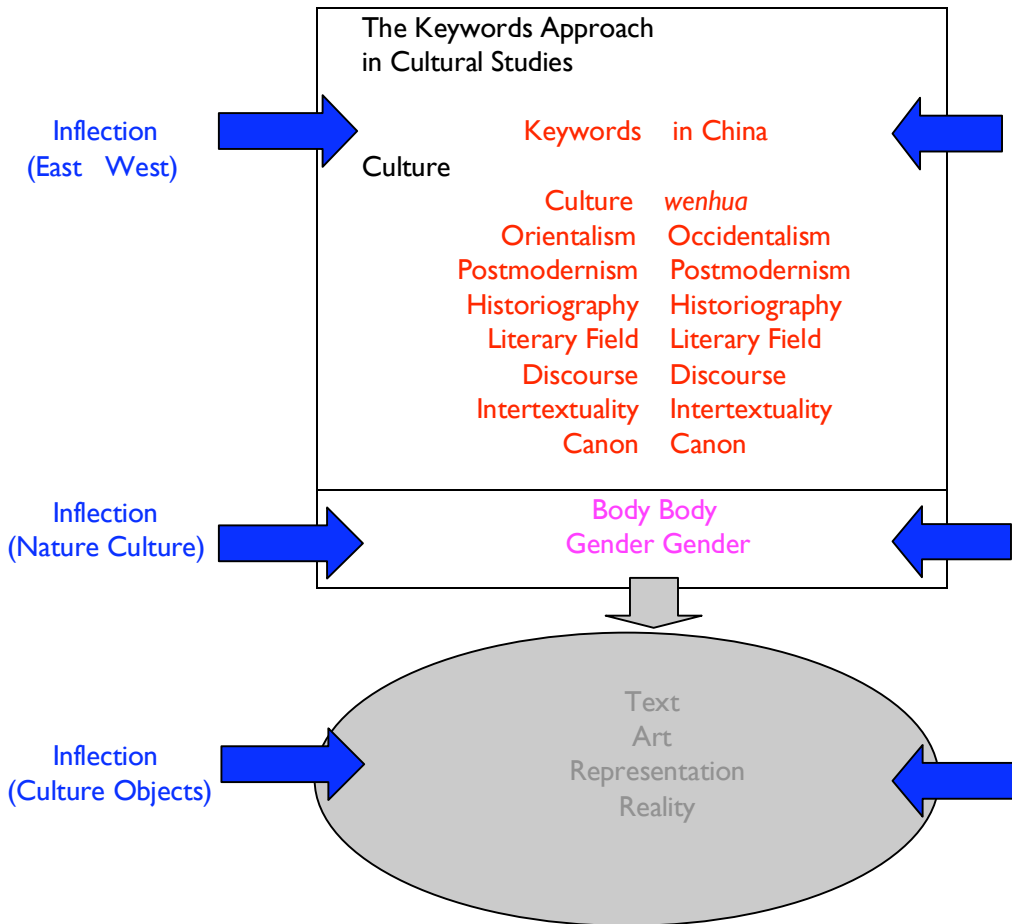 The Keywords Approach
in Cultural Studies
Inflection
(East West)
Keywords in China
Culture
Culture wenhua
Orientalism Occidentalism
Postmodernism Postmodernism
Historiography Historiography
Literary Field Literary Field
Discourse Discourse
Intertextuality Intertextuality
Canon Canon
Inflection
(Nature Culture)
Body Body
Gender Gender
Inflection
(Culture Objects)
Text
Art
Representation
Reality